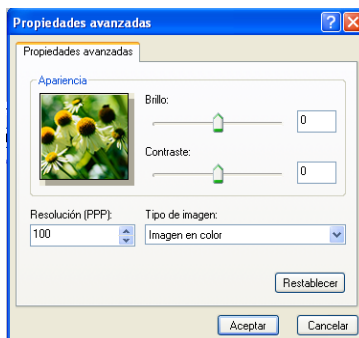 Propiedades avanzadas
Propiedades avanzadas
Apariencia
Brillo:
0
Contraste:
0
Resolución (PPP):
Tipo de imagen:
100
Imagen en color
Restablecer
Aceptar
Cancelar